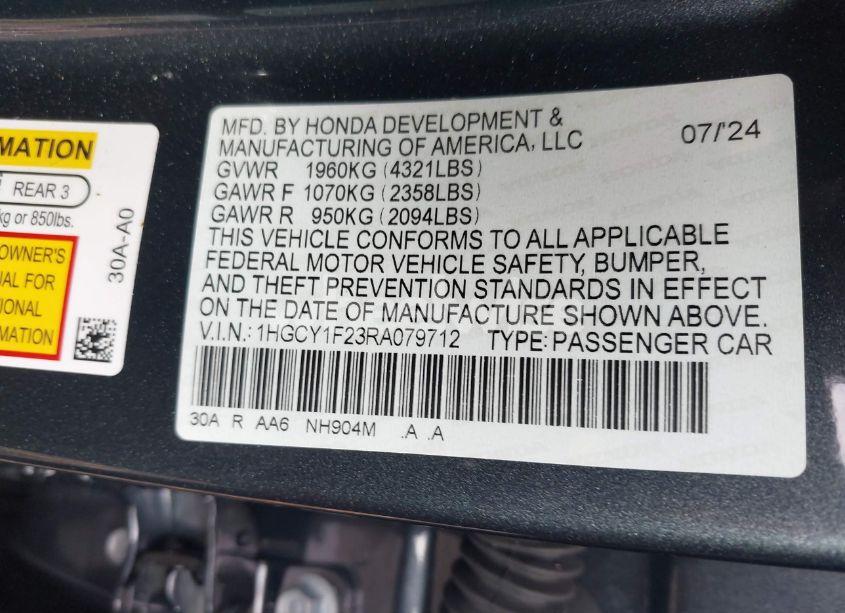 MATION
REAR 3
kg or 850lbs.
OWNER'S
UAL FOR
TIONAL
RMATION
30A-A0
MFD. BY HONDA DEVELOPMENT &
MANUFACTURING OF AMERICA, LLC
07/'24
GVWR 1960KG (4321LBS)
GAWR F 1070KG (2358LBS)
GAWR R 950KG (2094LBS)
THIS VEHICLE CONFORMS TO ALL APPLICABLE
FEDERAL MOTOR VEHICLE SAFETY, BUMPER,
AND THEFT PREVENTION STANDARDS IN EFFECT
ON THE DATE OF MANUFACTURE SHOWN ABOVE.
V.I.N.: 1HGCY1F23RA079712 TYPE: PASSENGER CAR
30A R AA6 NH904M .A .A